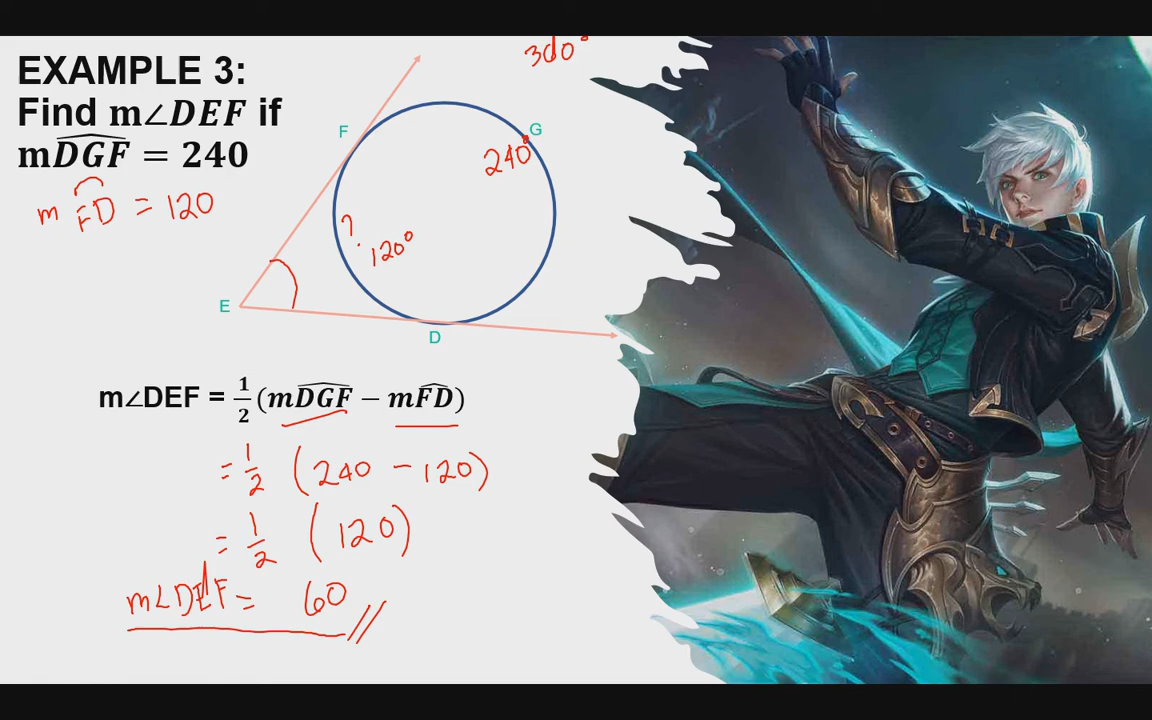 EXAMPLE 3:
Find m∠DEF if
m𝐷𝐺𝐹 = 240
m FD = 120
F
G
240°
?
120°
E
D
m∠DEF = 1/2 (mDGF − mFD)
= 1/2 (240 − 120)
= 1/2 (120)
m∠DEF = 60 //